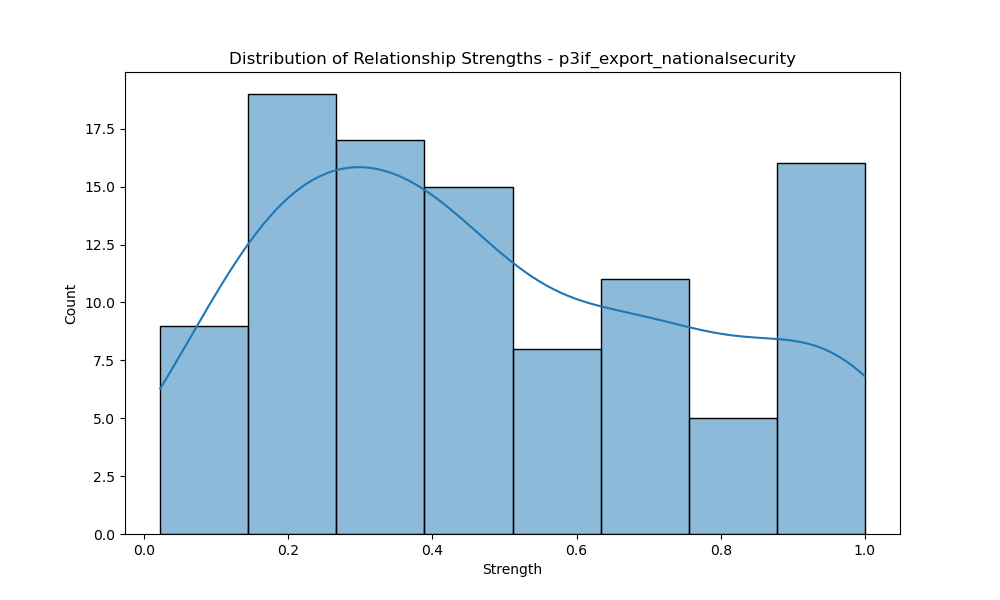 Distribution of Relationship Strengths - p3if_export_nationalsecurity
Count
17.5
15.0
12.5
10.0
7.5
5.0
2.5
0.0
0.0 0.2 0.4 0.6 0.8 1.0
Strength